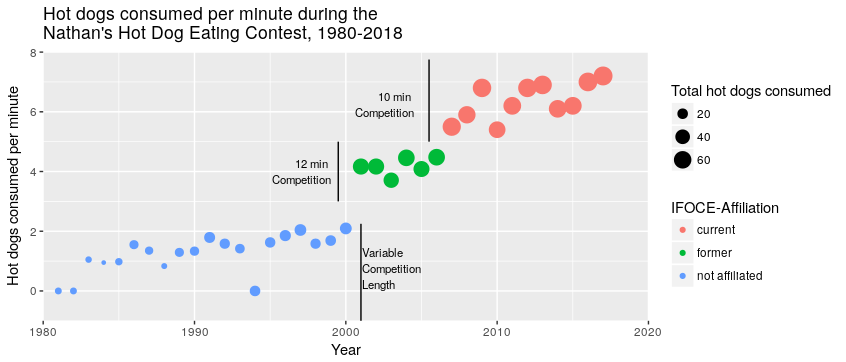 Hot dogs consumed per minute during the
Nathan's Hot Dog Eating Contest, 1980-2018
Hot dogs consumed per minute
8
6
4
2
0
10 min
Competition
12 min
Competition
Variable
Competition
Length
1980
1990
2000
2010
2020
Year
Total hot dogs consumed
20
40
60
IFOCE-Affiliation
current
former
not affiliated